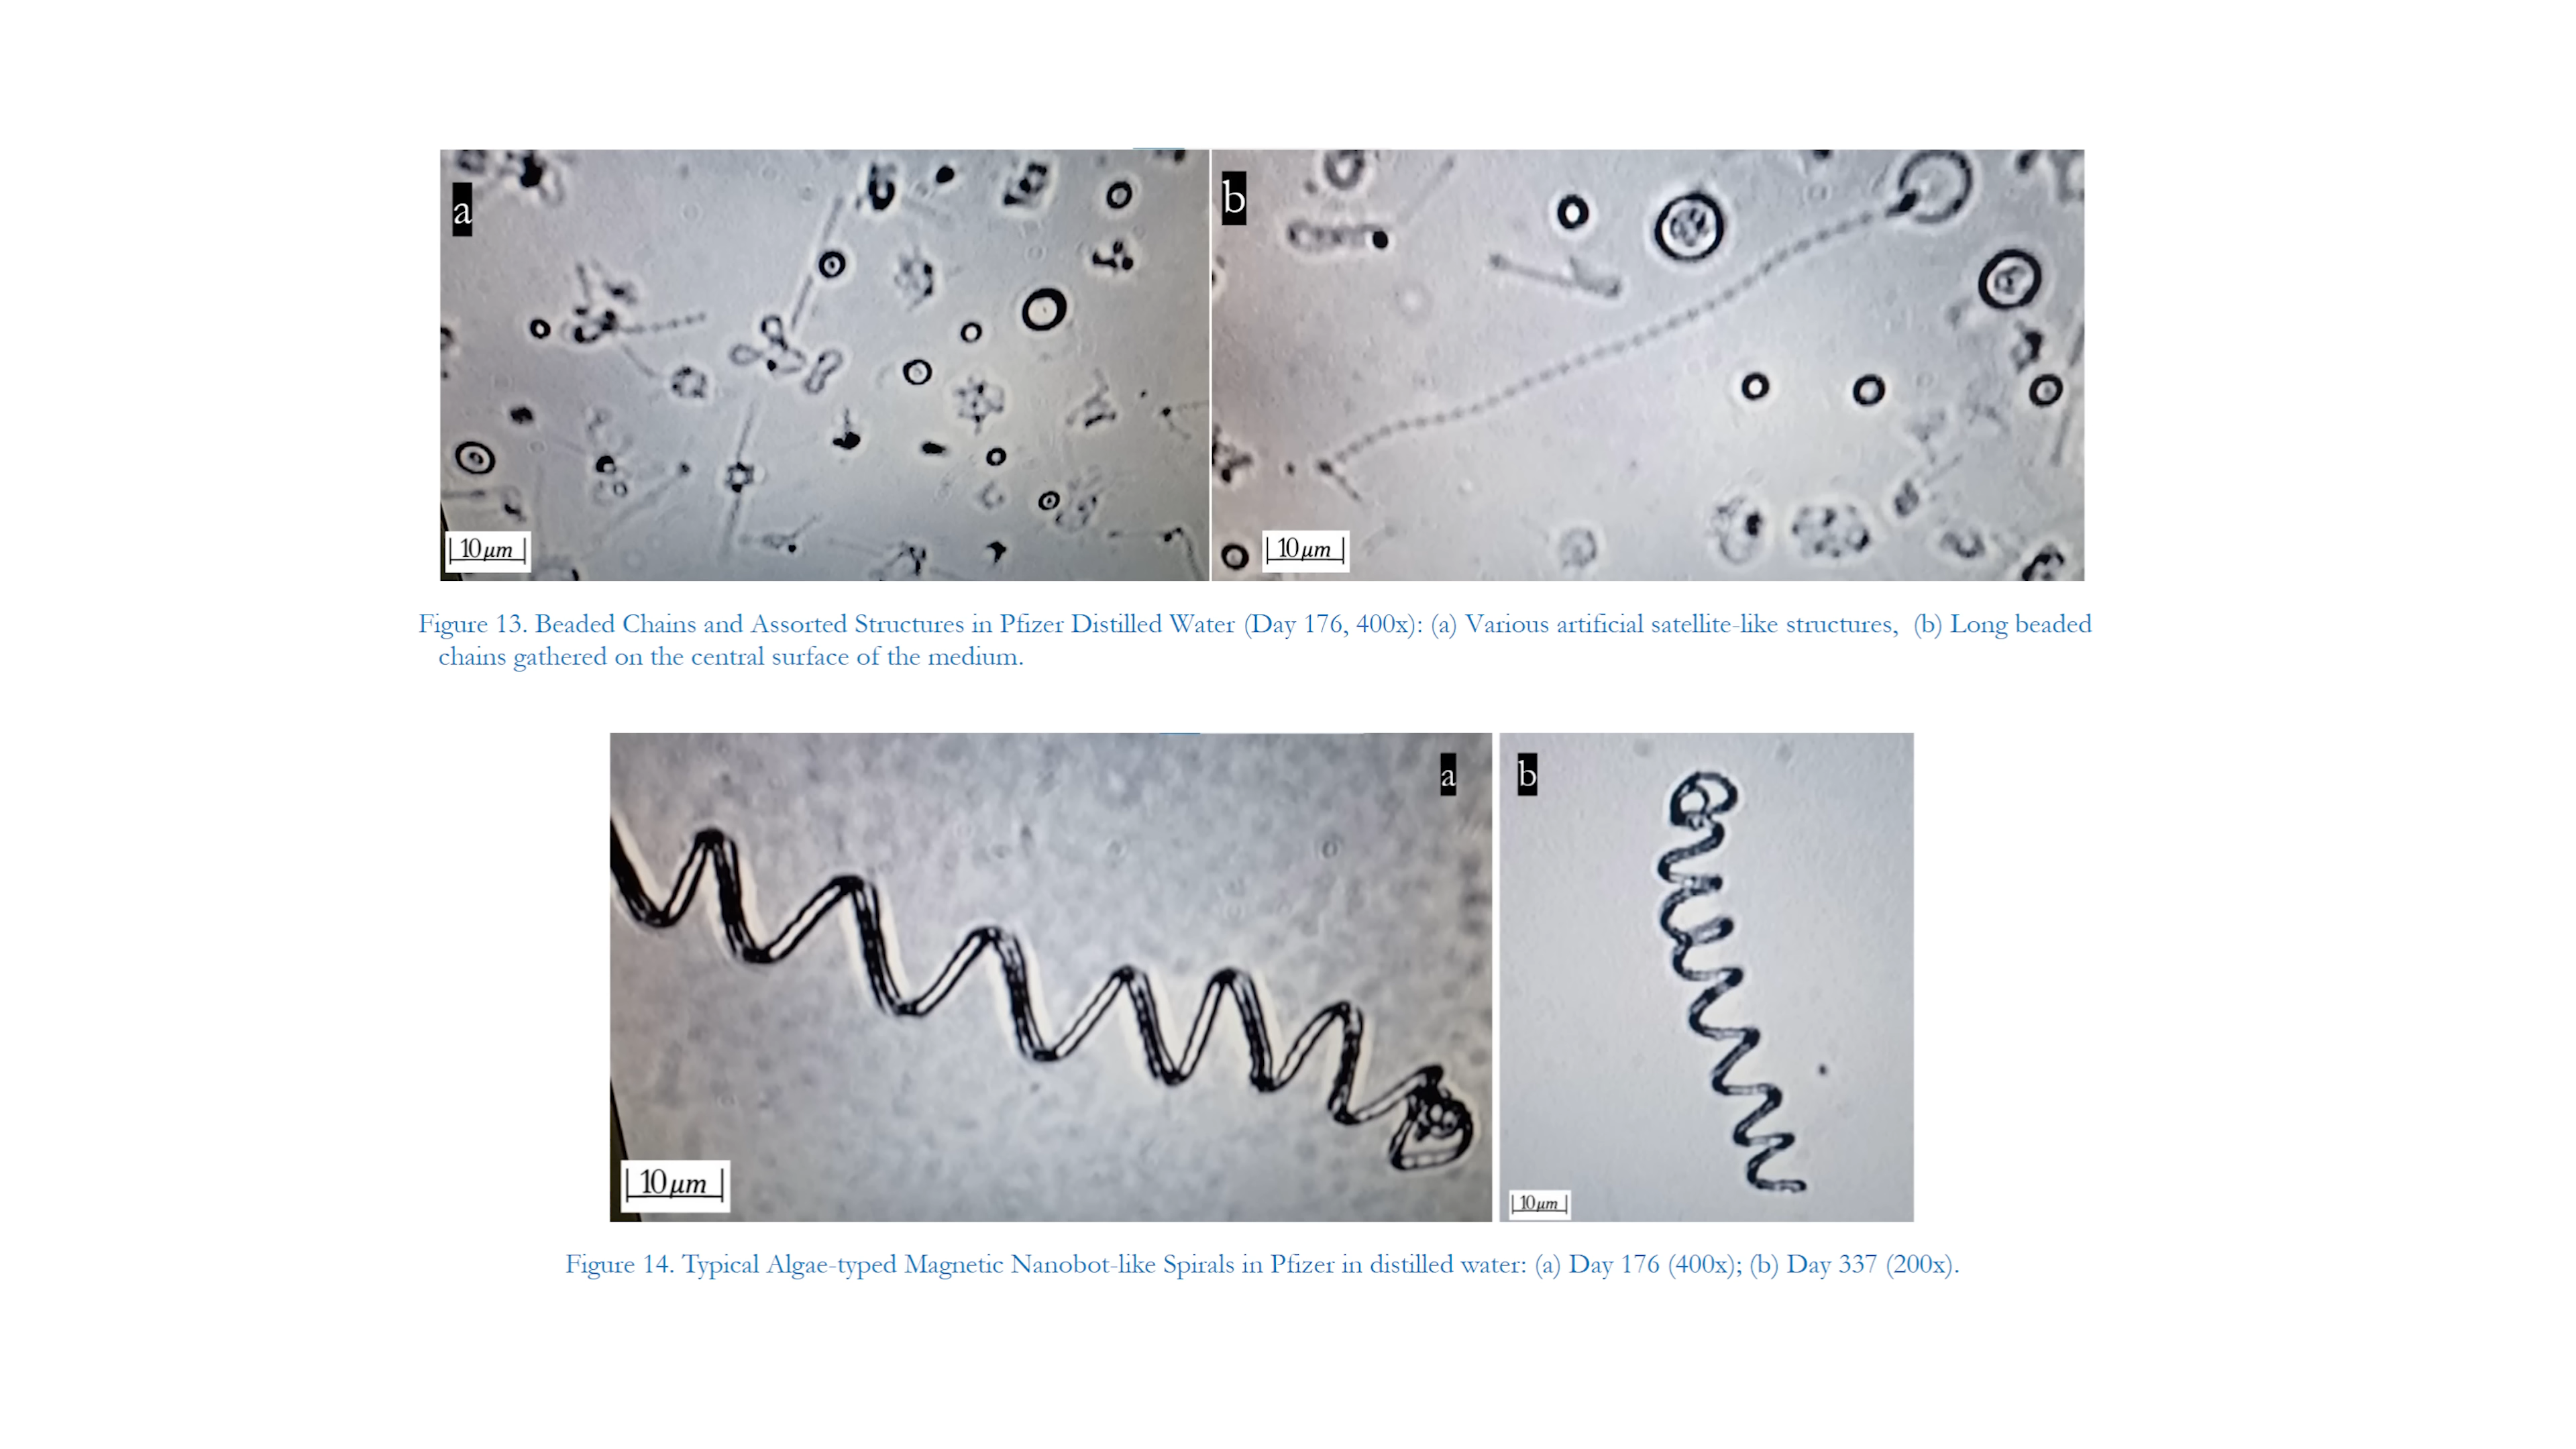 a
b
10 µm
10 µm
Figure 13. Beaded Chains and Assorted Structures in Pfizer Distilled Water (Day 176, 400x): (a) Various artificial satellite-like structures, (b) Long beaded
chains gathered on the central surface of the medium.
a
b
10 µm
10 µm
Figure 14. Typical Algae-typed Magnetic Nanobot-like Spirals in Pfizer in distilled water: (a) Day 176 (400x); (b) Day 337 (200x).